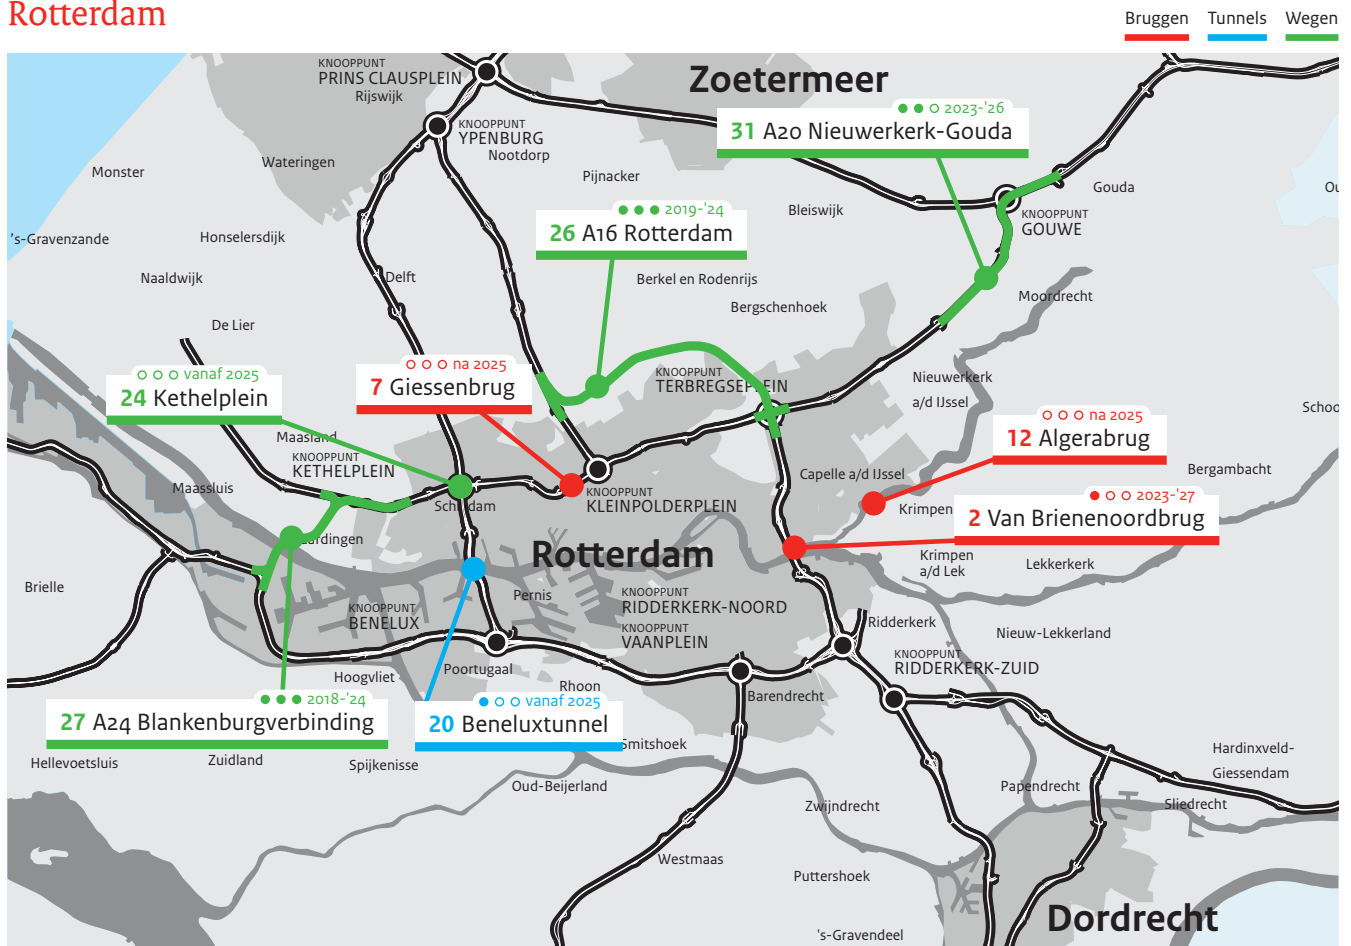 Rotterdam
Bruggen Tunnels Wegen
KNOOPPUNT
PRINS CLAUSPLEIN
Rijswijk
Zoetermeer
2023-'26
31 A20 Nieuwerkerk-Gouda
KNOOPPUNT
YPENBURG
Nootdorp
Wateringen
Monster
Pijnacker
Gouda
Ou
Bleiswijk
2019-'24
26 A16 Rotterdam
KNOOPPUNT
GOUWE
's-Gravenzande
Honselersdijk
Naaldwijk
Delft
Berkel en Rodenrijs
Moordrecht
Bergschenhoek
De Lier
vanaf 2025
24 Kethelplein
na 2025
7 Giessenbrug
KNOOPPUNT
TERBREGSEPLEIN
Nieuwerkerk
a/d IJssel
Schoo
na 2025
12 Algerabrug
Maasland
KNOOPPUNT
KETHELPLEIN
Maassluis
Capelle a/d IJssel
Bergambacht
KNOOPPUNT
KLEINPOLDERPLEIN
Schiedam
Krimpen
2023-'27
2 Van Brienenoordbrug
ardingen
Rotterdam
Krimpen
a/d Lek
Lekkerkerk
Brielle
Pernis
KNOOPPUNT
RIDDERKERK-NOORD
KNOOPPUNT
BENELUX
KNOOPPUNT
VAANPLEIN
Ridderkerk
Nieuw-Lekkerland
KNOOPPUNT
RIDDERKERK-ZUID
Poortugaal
Hoogvliet
Rhoon
Barendrecht
2018-'24
27 A24 Blankenburgverbinding
vanaf 2025
20 Beneluxtunnel
Smitshoek
Hellevoetsluis
Zuidland
Spijkenisse
Hardinxveld-
Giessendam
Oud-Beijerland
Papendrecht
Zwijndrecht
Sliedrecht
Westmaas
Puttershoek
Dordrecht
's-Gravendeel